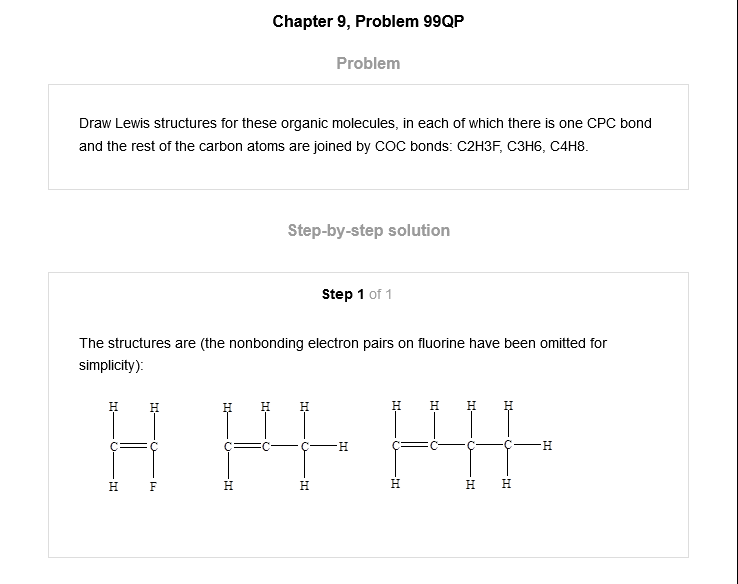 Chapter 9, Problem 99QP
Problem
Draw Lewis structures for these organic molecules, in each of which there is one CPC bond
and the rest of the carbon atoms are joined by COC bonds: C2H3F, C3H6, C4H8.
Step-by-step solution
Step 1 of 1
The structures are (the nonbonding electron pairs on fluorine have been omitted for
simplicity):
H H H H H H H H H
C C C C C H C C C C H
H F H H H H H